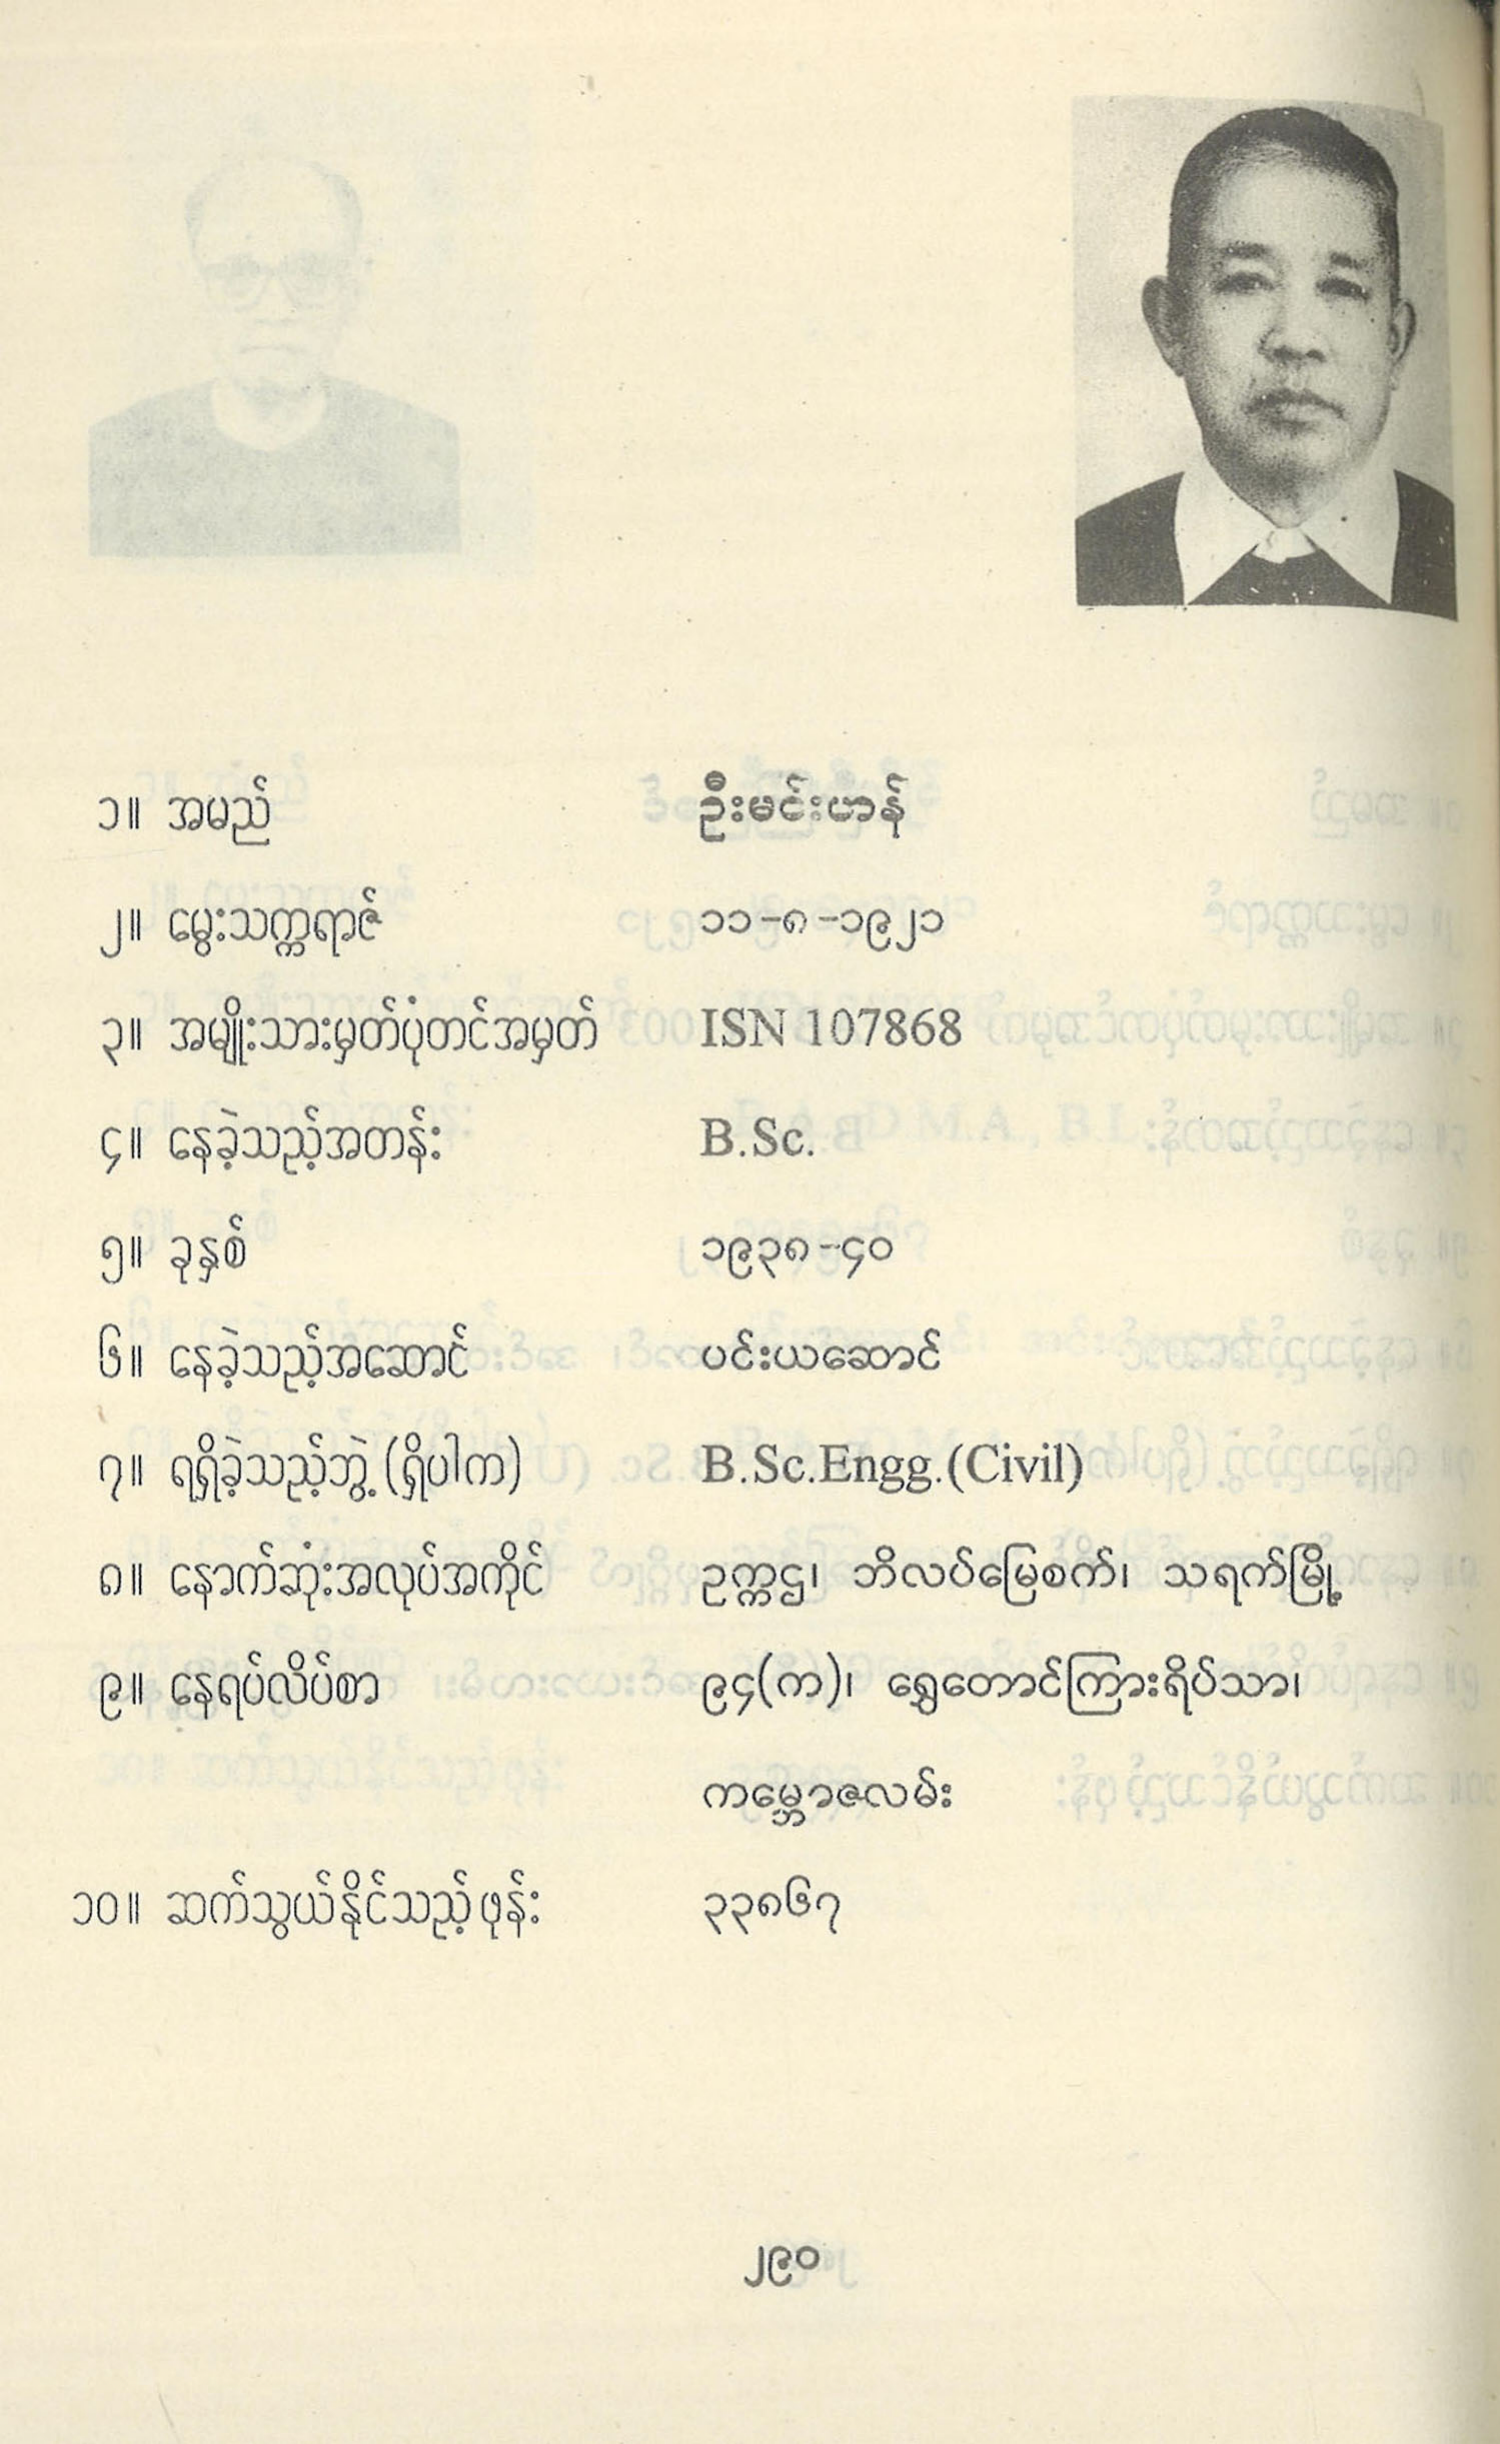 ၁။ အမည် ဦးမင်းဟန်
၂။ မွေးသက္ကရာဇ် ၁၁-၈-၁၉၂၁
၃။ အမျိုးသားမှတ်ပုံတင်အမှတ် ISN 107868
၄။ နေခဲ့သည့်အတန်း B.Sc.
၅။ ခုနှစ် ၁၉၃၈-၄၀
၆။ နေခဲ့သည့်အဆောင် ပင်းယဆောင်
၇။ ရရှိခဲ့သည့်ဘွဲ့ (ရှိပါက) B.Sc.Engg.(Civil)
၈။ နောက်ဆုံးအလုပ်အကိုင် ဥက္ကဌ၊ ဘိလပ်မြေစက်၊ သရက်မြို့
၉။ နေရပ်လိပ်စာ ၉၄(က)၊ ရွှေတောင်ကြားရိပ်သာ၊
ကမ္ဘောဇလမ်း
၁၀။ ဆက်သွယ်နိုင်သည့်ဖုန်း ၃၃၈၆၇
၂၉၀